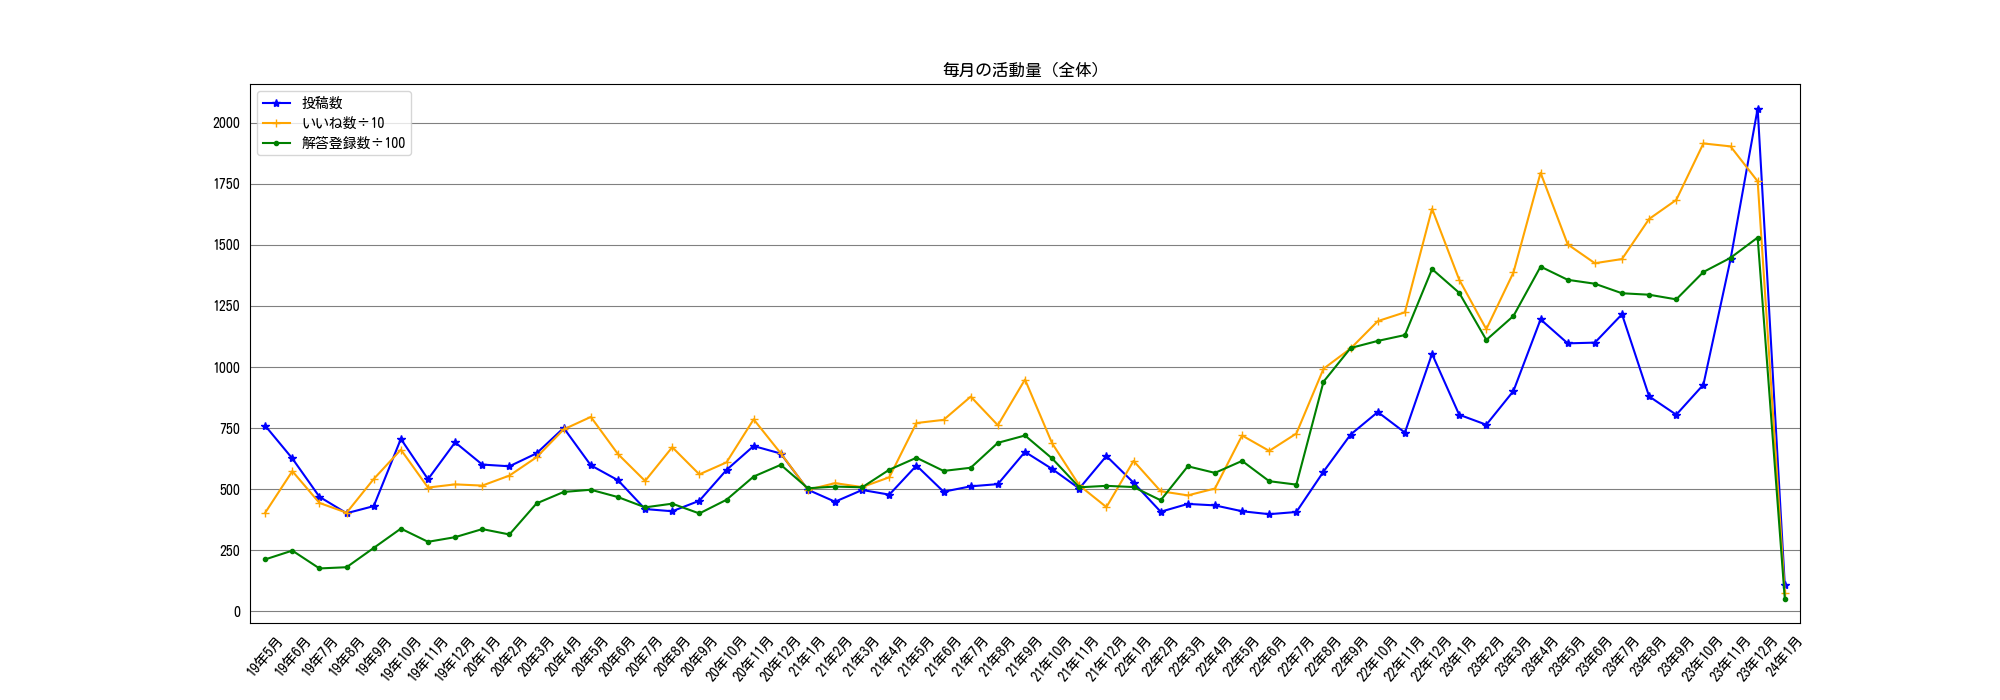 毎月の活動量（全体）
投稿数
いいね数÷10
解答登録数÷100
2000
1750
1500
1250
1000
750
500
250
0
19年5月
19年6月
19年7月
19年8月
19年9月
19年10月
19年11月
19年12月
20年1月
20年2月
20年3月
20年4月
20年5月
20年6月
20年7月
20年8月
20年9月
20年10月
20年11月
20年12月
21年1月
21年2月
21年3月
21年4月
21年5月
21年6月
21年7月
21年8月
21年9月
21年10月
21年11月
21年12月
22年1月
22年2月
22年3月
22年4月
22年5月
22年6月
22年7月
22年8月
22年9月
22年10月
22年11月
22年12月
23年1月
23年2月
23年3月
23年4月
23年5月
23年6月
23年7月
23年8月
23年9月
23年10月
23年11月
23年12月
24年1月